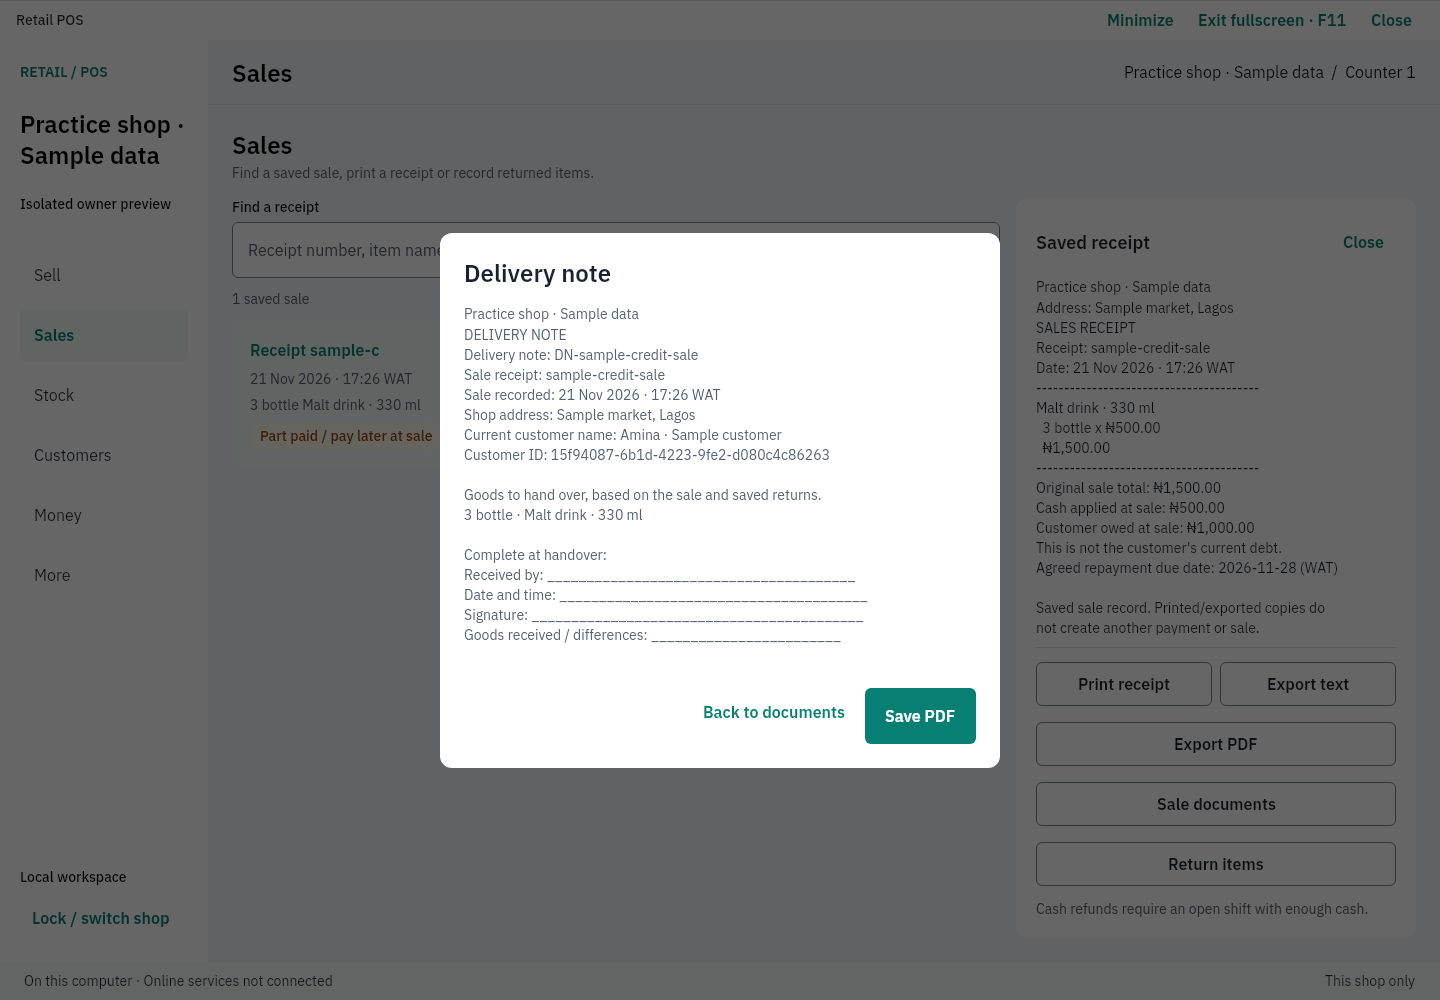 Retail POS
Minimize
Exit fullscreen · F11
Close
RETAIL / POS
Practice shop ·
Sample data
Isolated owner preview
Sell
Sales
Stock
Customers
Money
More
Local workspace
Lock / switch shop
Sales
Practice shop · Sample data / Counter 1
Sales
Find a saved sale, print a receipt or record returned items.
Find a receipt
Receipt number, item name
1 saved sale
Receipt sample-c
21 Nov 2026 · 17:26 WAT
3 bottle Malt drink · 330 ml
Part paid / pay later at sale
Delivery note
Practice shop · Sample data
DELIVERY NOTE
Delivery note: DN-sample-credit-sale
Sale receipt: sample-credit-sale
Sale recorded: 21 Nov 2026 · 17:26 WAT
Shop address: Sample market, Lagos
Current customer name: Amina · Sample customer
Customer ID: 15f94087-6b1d-4223-9fe2-d080c4c86263
Goods to hand over, based on the sale and saved returns.
3 bottle · Malt drink · 330 ml
Complete at handover:
Received by: ______________________________________
Date and time: ______________________________________
Signature: _________________________________________
Goods received / differences: _______________________
Back to documents
Save PDF
Saved receipt
Close
Practice shop · Sample data
Address: Sample market, Lagos
SALES RECEIPT
Receipt: sample-credit-sale
Date: 21 Nov 2026 · 17:26 WAT
----------------------------------------
Malt drink · 330 ml
3 bottle x ₦500.00
₦1,500.00
----------------------------------------
Original sale total: ₦1,500.00
Cash applied at sale: ₦500.00
Customer owed at sale: ₦1,000.00
This is not the customer's current debt.
Agreed repayment due date: 2026-11-28 (WAT)
Saved sale record. Printed/exported copies do
not create another payment or sale.
Print receipt
Export text
Export PDF
Sale documents
Return items
Cash refunds require an open shift with enough cash.
On this computer · Online services not connected
This shop only